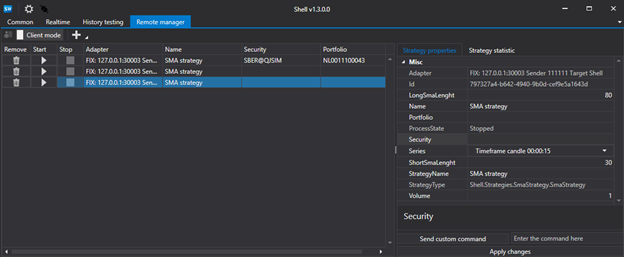 SW
Shell v1.3.0.0
Common Realtime History testing Remote manager
Client mode
Remove Start Stop Adapter Name Security Portfolio
FIX: 127.0.0.1:30003 Sen... SMA strategy SBER@QJSIM NL0011100043
FIX: 127.0.0.1:30003 Sen... SMA strategy
FIX: 127.0.0.1:30003 Sen... SMA strategy
Strategy properties Strategy statistic
Misc
Adapter FIX: 127.0.0.1:30003 Sender 111111 Target Shell
Id 797327a4-b642-4940-9b0d-cef9e5a1643d
LongSmaLenght 80
Name SMA strategy
Portfolio
ProcessState Stopped
Security
Series Timeframe candle 00:00:15
ShortSmaLenght 30
StrategyName SMA strategy
StrategyType Shell.Strategies.SmaStrategy.SmaStrategy
Volume 1
Security
Send custom command Enter the command here
Apply changes